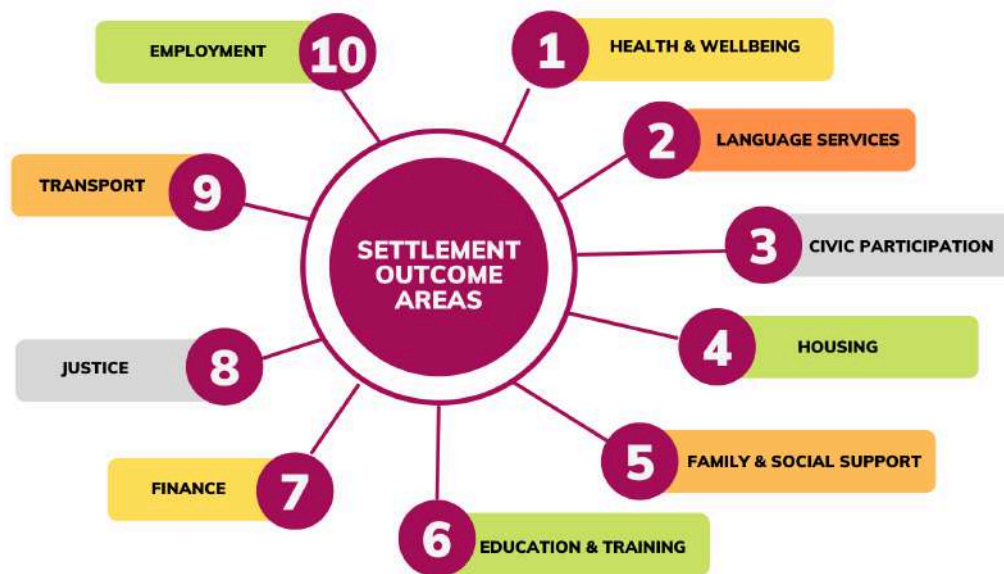 SETTLEMENT
OUTCOME
AREAS
1 HEALTH & WELLBEING
2 LANGUAGE SERVICES
3 CIVIC PARTICIPATION
4 HOUSING
5 FAMILY & SOCIAL SUPPORT
6 EDUCATION & TRAINING
7 FINANCE
8 JUSTICE
9 TRANSPORT
10 EMPLOYMENT